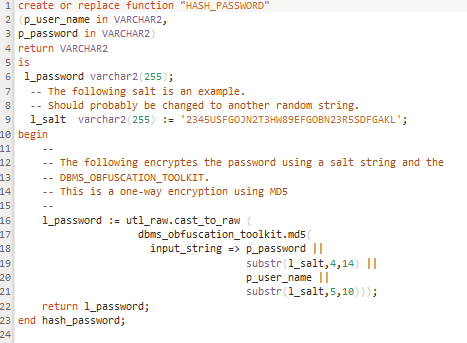 1 create or replace function "HASH_PASSWORD"
2 (p_user_name in VARCHAR2,
3 p_password in VARCHAR2)
4 return VARCHAR2
5 is
6 l_password varchar2(255);
7 -- The following salt is an example.
8 -- Should probably be changed to another random string.
9 l_salt varchar2(255) := '2345USFGOJN2T3HW89EFGOBN23R5SDFGAKL';
10 begin
11 --
12 -- The following encryptes the password using a salt string and the
13 -- DBMS_OBFUSCATION_TOOLKIT.
14 -- This is a one-way encryption using MD5
15 --
16 l_password := utl_raw.cast_to_raw (
17 dbms_obfuscation_toolkit.md5(
18 input_string => p_password ||
19 substr(l_salt,4,14) ||
20 p_user_name ||
21 substr(l_salt,5,10)));
22 return l_password;
23 end hash_password;
24